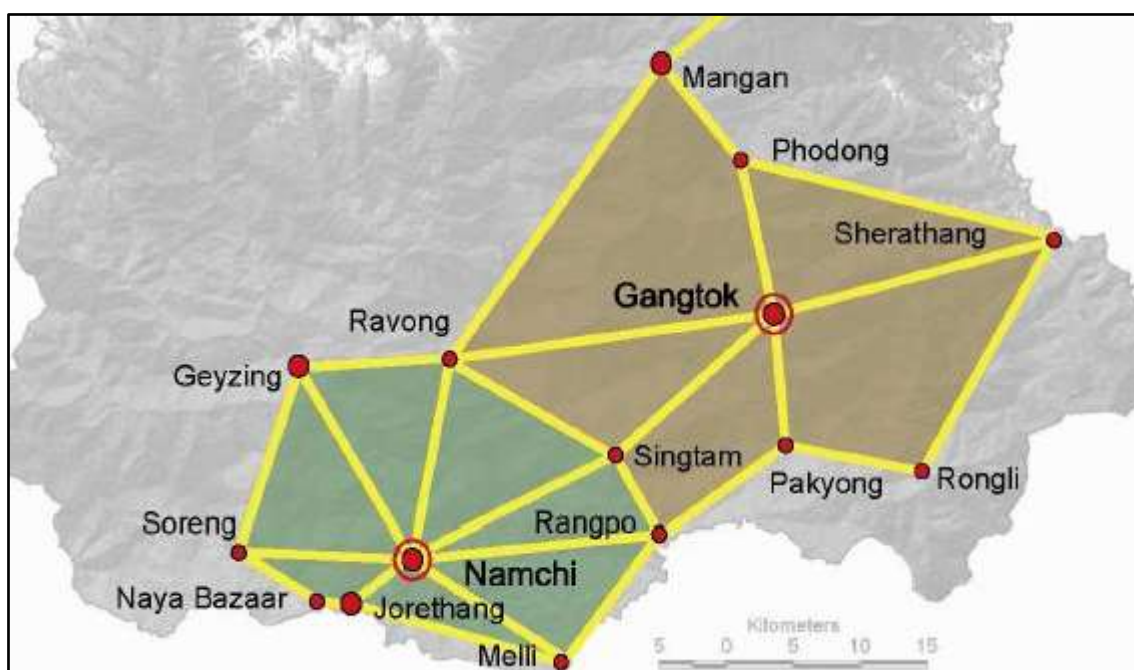 Mangan
Phodong
Sherathang
Gangtok
Ravong
Geyzing
Singtam
Pakyong
Rongli
Soreng
Rangpo
Namchi
Naya Bazaar
Jorethang
Melli
Kilometers
5 0 5 10 15